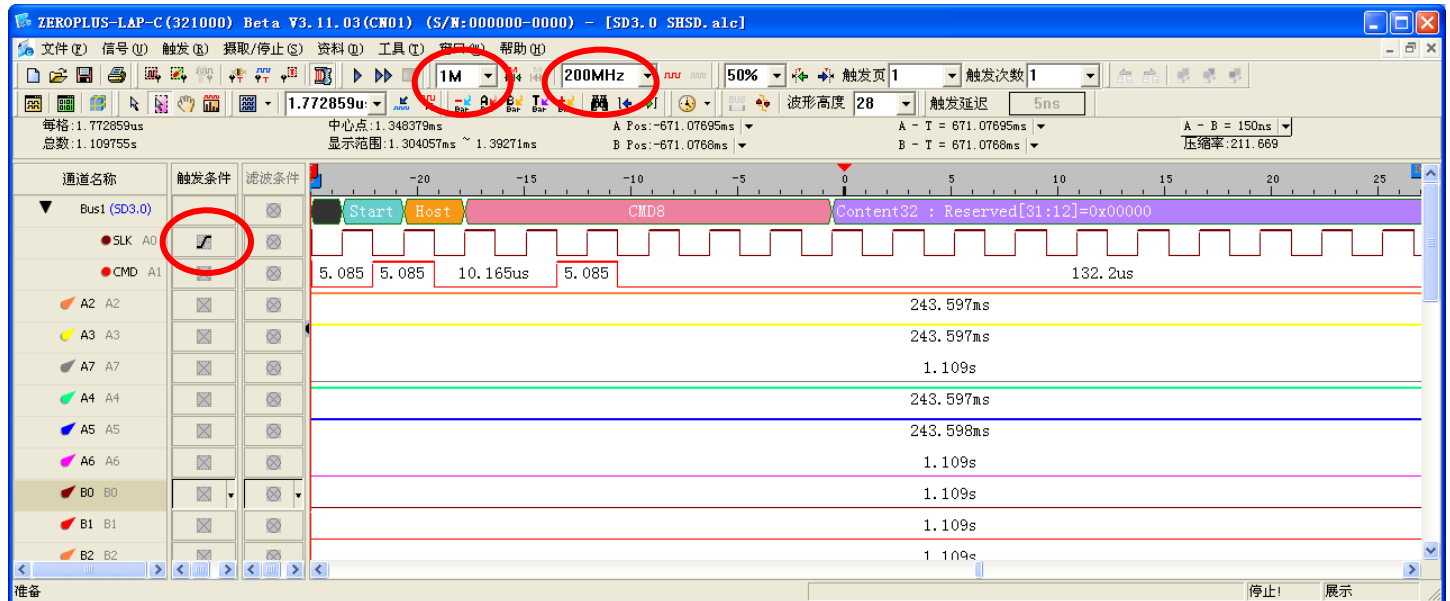 ZEROPLUS-LAP-C(321000) Beta V3.11.03(CN01) (S/N:000000-0000) - [SD3.0 SHSD.alc]
文件(F) 信号(U) 触发(R) 摄取/停止(S) 资料(D) 工具(T) 帮助(H)
1M 200MHz 50% 触发页 1 触发次数 1
1.772859u: Bar Bar Bar Bar Bar 波形高度 28 触发延迟 5ns
每格:1.772859us 中心点:1.348379ms A Pos:-671.07695ms A - T = 671.07695ms A - B = 150ns
总数:1.109755s 显示范围:1.304057ms ~ 1.39271ms B Pos:-671.0768ms B - T = 671.0768ms 压缩率:211.669
通道名称 触发条件 滤波条件 -20 -15 -10 -5 0 5 10 15 20 25
Bus1 (SD3.0) Start Host CMD8 Content32 : Reserved[31:12]=0x00000
SLK A0
CMD A1 5.085 5.085 10.165us 5.085 132.2us
A2 A2 243.597ms
A3 A3 243.597ms
A7 A7 1.109s
A4 A4 243.597ms
A5 A5 243.598ms
A6 A6 1.109s
B0 B0 1.109s
B1 B1 1.109s
B2 B2 1.109s
准备 停止! 展示